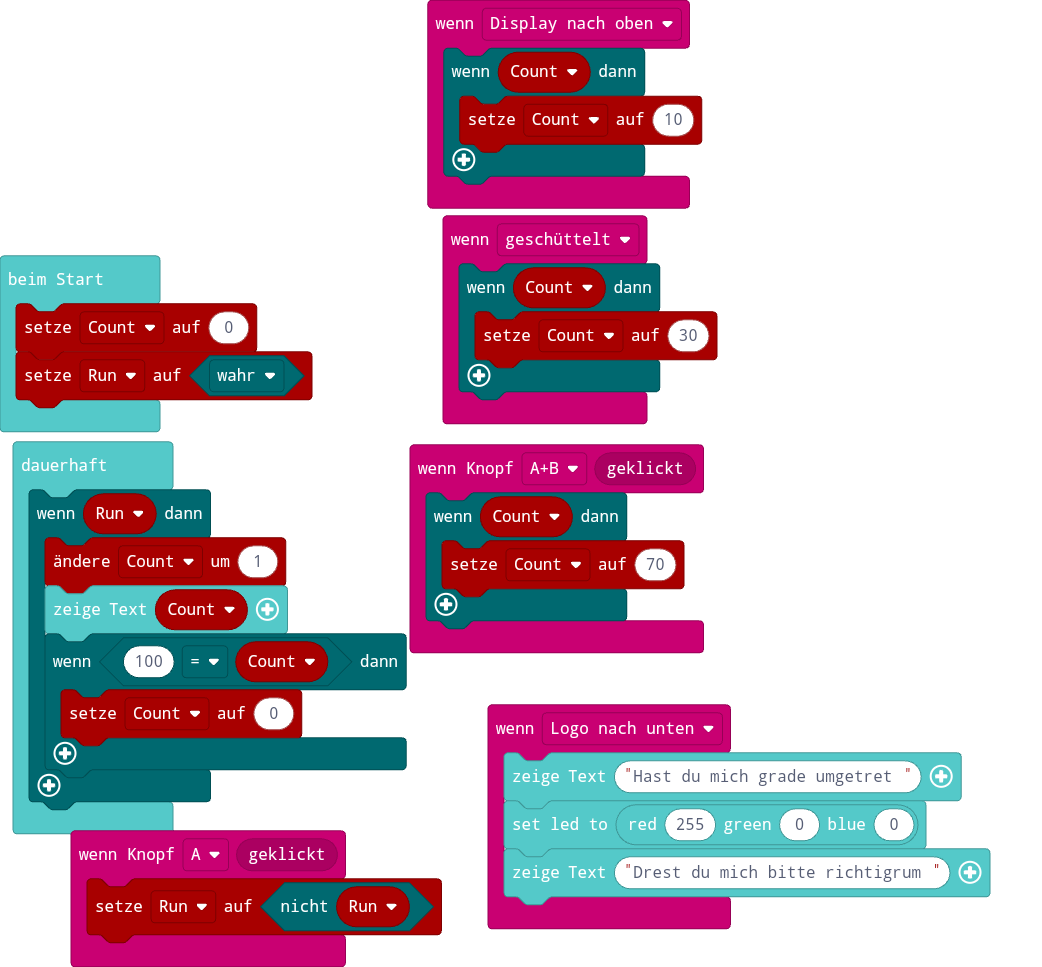 wenn Display nach oben
wenn Count dann
setze Count auf 10
wenn geschüttelt
wenn Count dann
setze Count auf 30
beim Start
setze Count auf 0
setze Run auf wahr
dauerhaft
wenn Run dann
ändere Count um 1
zeige Text Count
wenn 100 = Count dann
setze Count auf 0
wenn Knopf A+B geklickt
wenn Count dann
setze Count auf 70
wenn Knopf A geklickt
setze Run auf nicht Run
wenn Logo nach unten
zeige Text "Hast du mich grade umgetret "
set led to red 255 green 0 blue 0
zeige Text "Drest du mich bitte richtigrum "